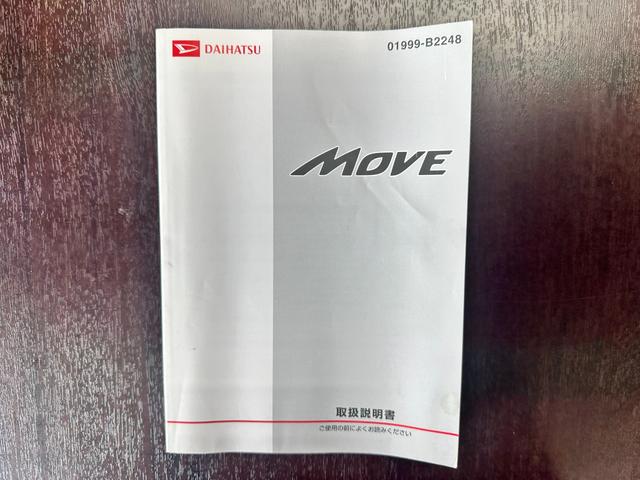 DAIHATSU 01999-B2248
MOVE
取扱説明書
ご使用の前によくお読みください